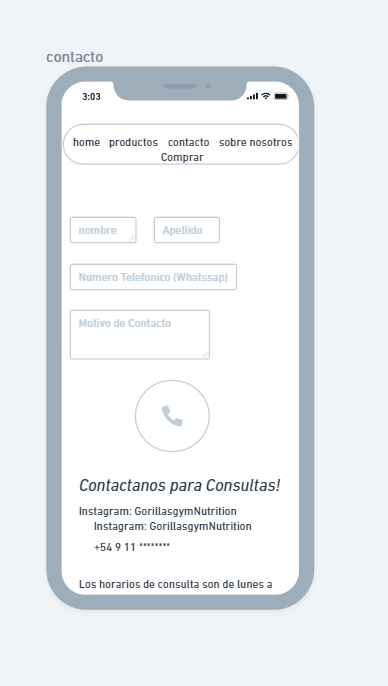 contacto
3:03
home productos contacto sobre nosotros
Comprar
nombre Apellido
Numero Telefonico (Whatssap)
Motivo de Contacto
Contactanos para Consultas!
Instagram: GorillasgymNutrition
Instagram: GorillasgymNutrition
+54 9 11 ********
Los horarios de consulta son de lunes a